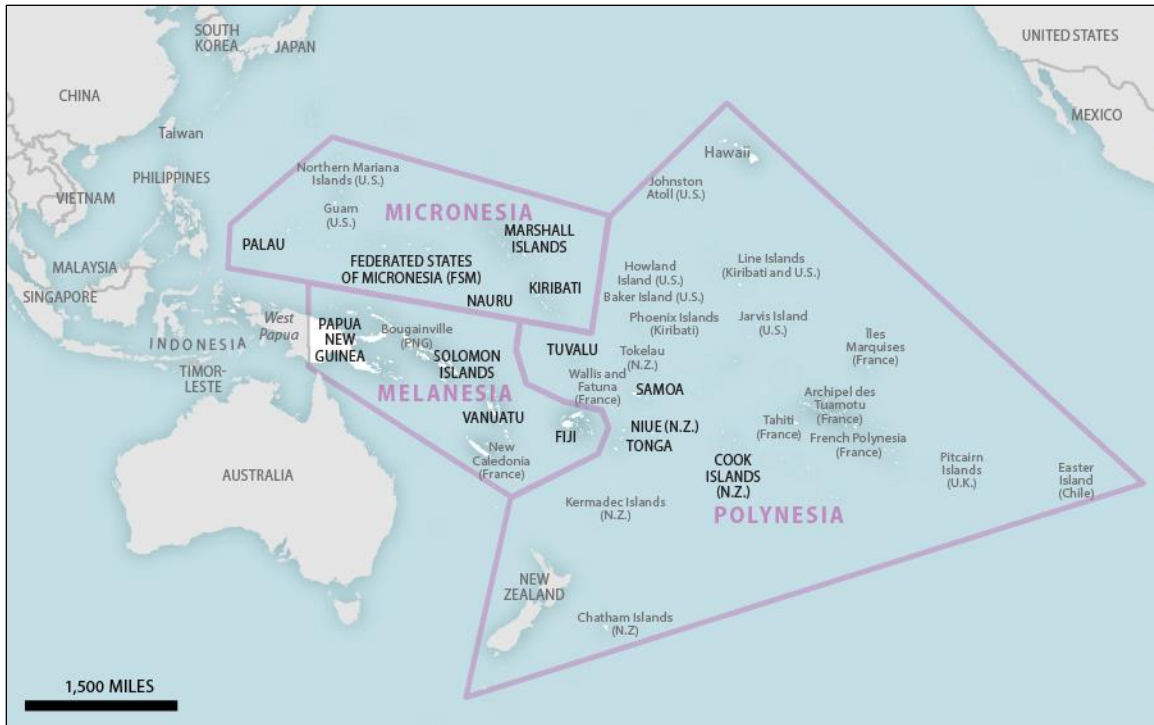 SOUTH
KOREA
JAPAN
UNITED STATES
CHINA
MEXICO
Taiwan
Hawaii
PHILIPPINES
Northern Mariana
Islands (U.S.)
Johnston
Atoll (U.S.)
VIETNAM
Guam
(U.S.)
MICRONESIA
MARSHALL
ISLANDS
PALAU
FEDERATED STATES
OF MICRONESIA (FSM)
MALAYSIA
SINGAPORE
KIRIBATI
NAURU
Howland
Island (U.S.)
Baker Island (U.S.)
Line Islands
(Kiribati and U.S.)
Phoenix Islands
(Kiribati)
Jarvis Island
(U.S.)
West
Papua
PAPUA
NEW
GUINEA
Bougainville
(PNG)
INDONESIA
SOLOMON
ISLANDS
TUVALU
Tokelau
(N.Z.)
Îles
Marquises
(France)
TIMOR-
LESTE
MELANESIA
Wallis and
Fatuna
(France)
SAMOA
Archipel des
Tuamotu
(France)
VANUATU
FIJI
NIUE (N.Z.)
TONGA
Tahiti
(France)
French Polynesia
(France)
New
Caledonia
(France)
COOK
ISLANDS
(N.Z.)
Pitcairn
Islands
(U.K.)
Easter
Island
(Chile)
AUSTRALIA
Kermadec Islands
(N.Z.)
POLYNESIA
NEW
ZEALAND
Chatham Islands
(N.Z)
1,500 MILES